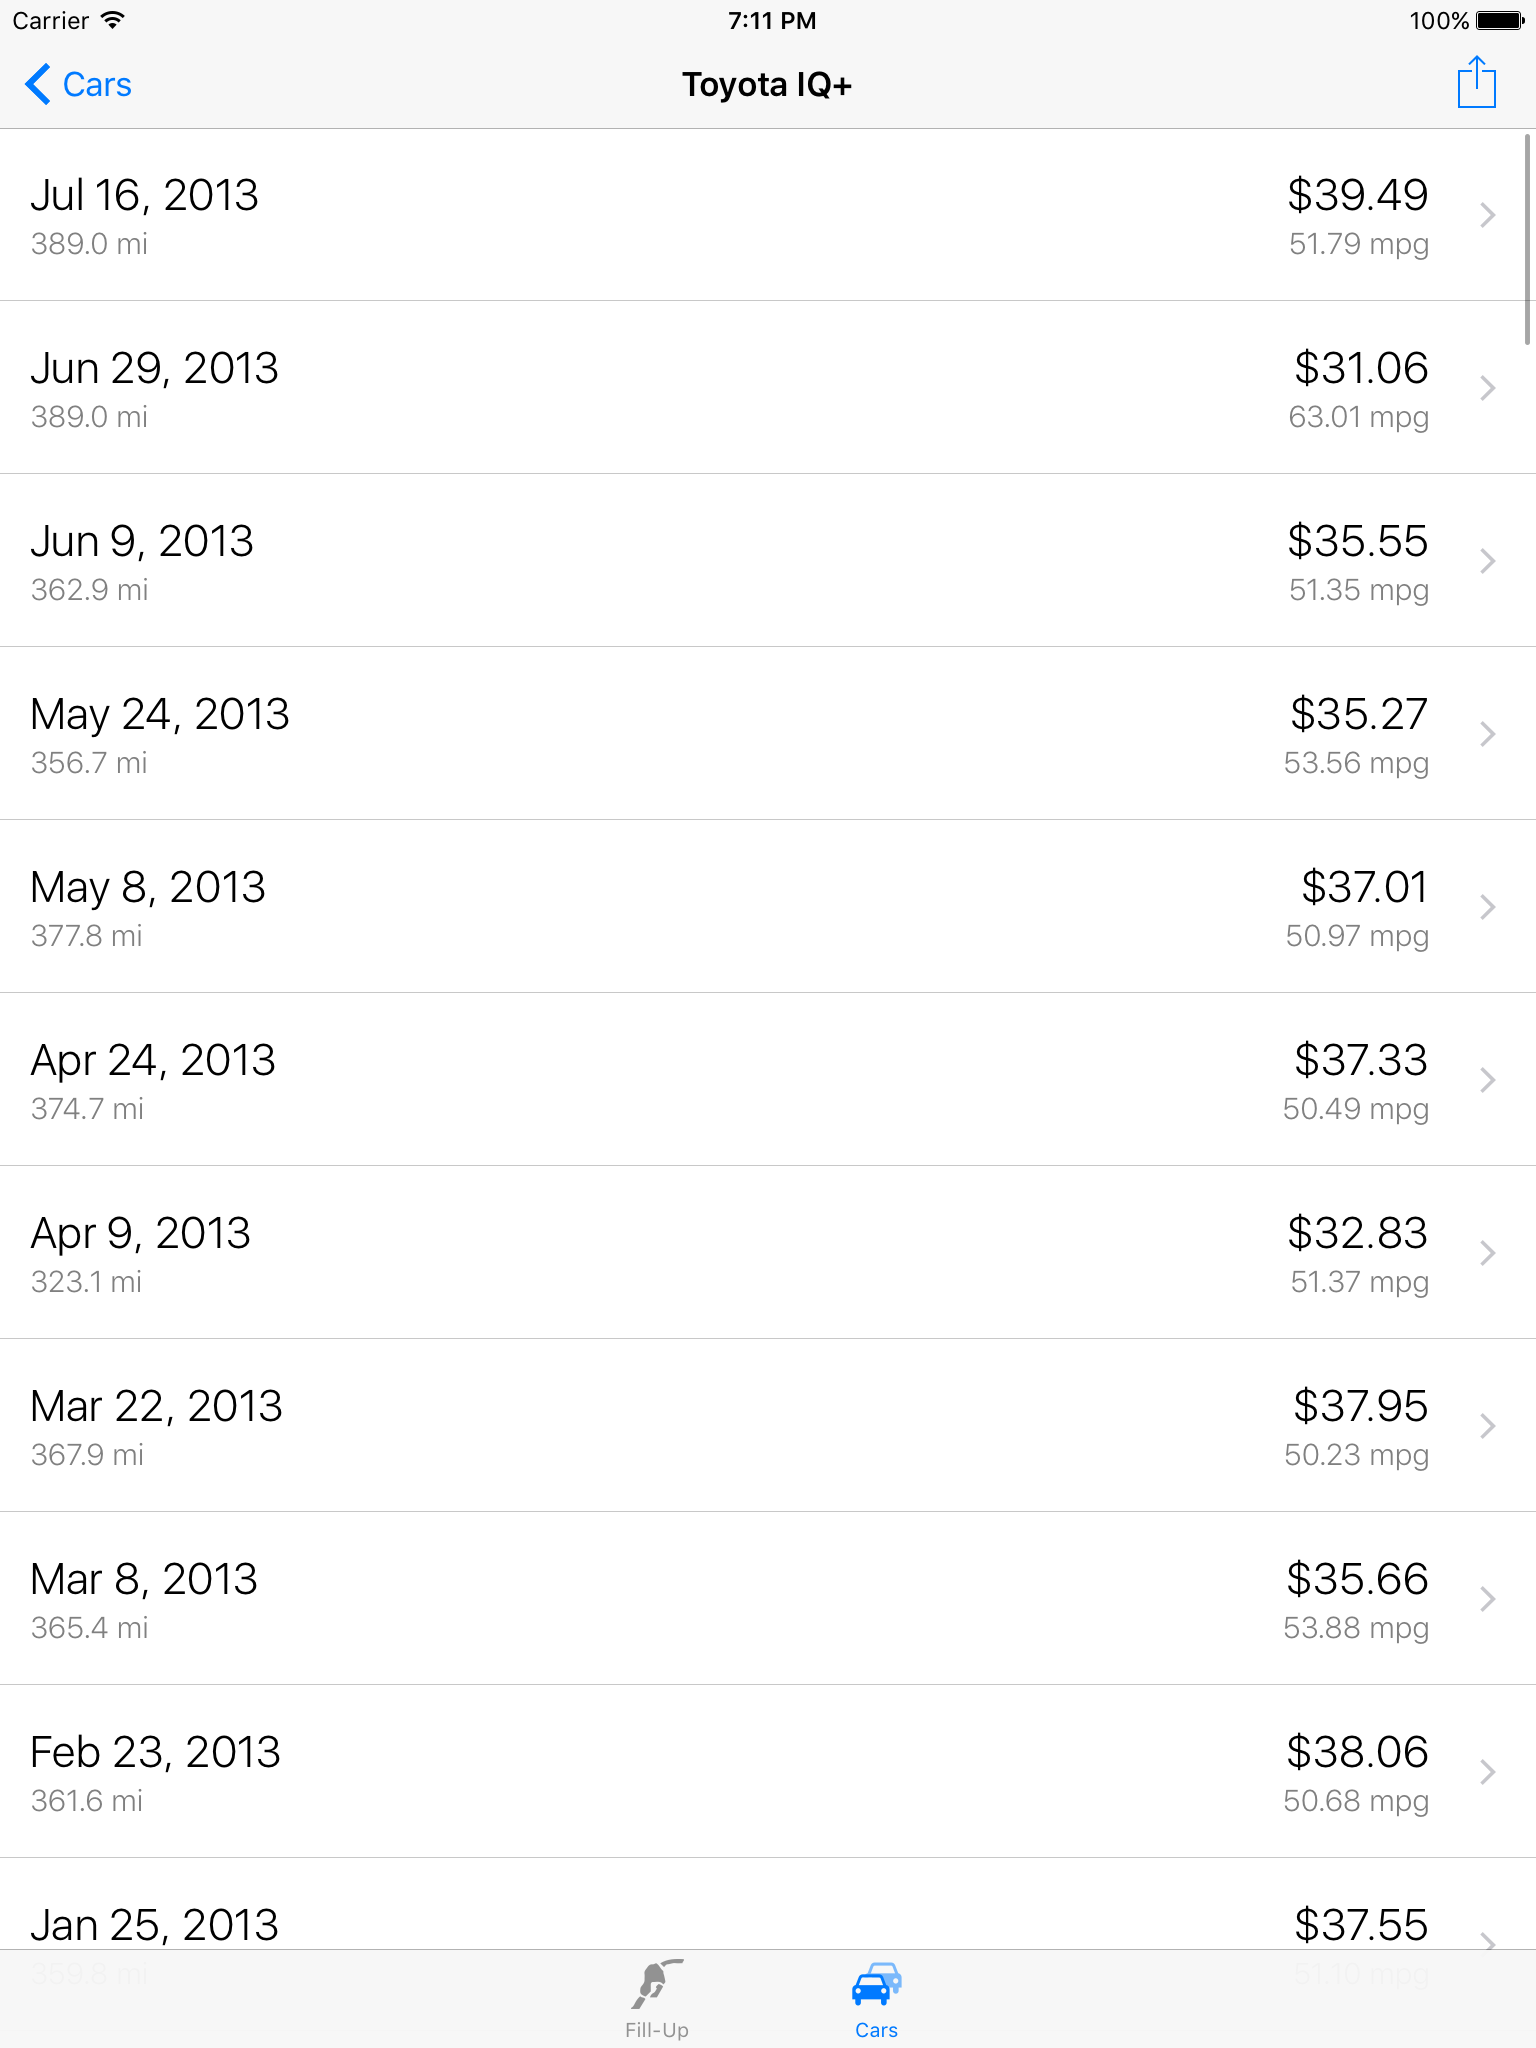 Carrier 7:11 PM 100%
Cars Toyota IQ+
Jul 16, 2013 $39.49
389.0 mi 51.79 mpg
Jun 29, 2013 $31.06
389.0 mi 63.01 mpg
Jun 9, 2013 $35.55
362.9 mi 51.35 mpg
May 24, 2013 $35.27
356.7 mi 53.56 mpg
May 8, 2013 $37.01
377.8 mi 50.97 mpg
Apr 24, 2013 $37.33
374.7 mi 50.49 mpg
Apr 9, 2013 $32.83
323.1 mi 51.37 mpg
Mar 22, 2013 $37.95
367.9 mi 50.23 mpg
Mar 8, 2013 $35.66
365.4 mi 53.88 mpg
Feb 23, 2013 $38.06
361.6 mi 50.68 mpg
Jan 25, 2013 $37.55
359.8 mi 51.10 mpg
Fill-Up Cars